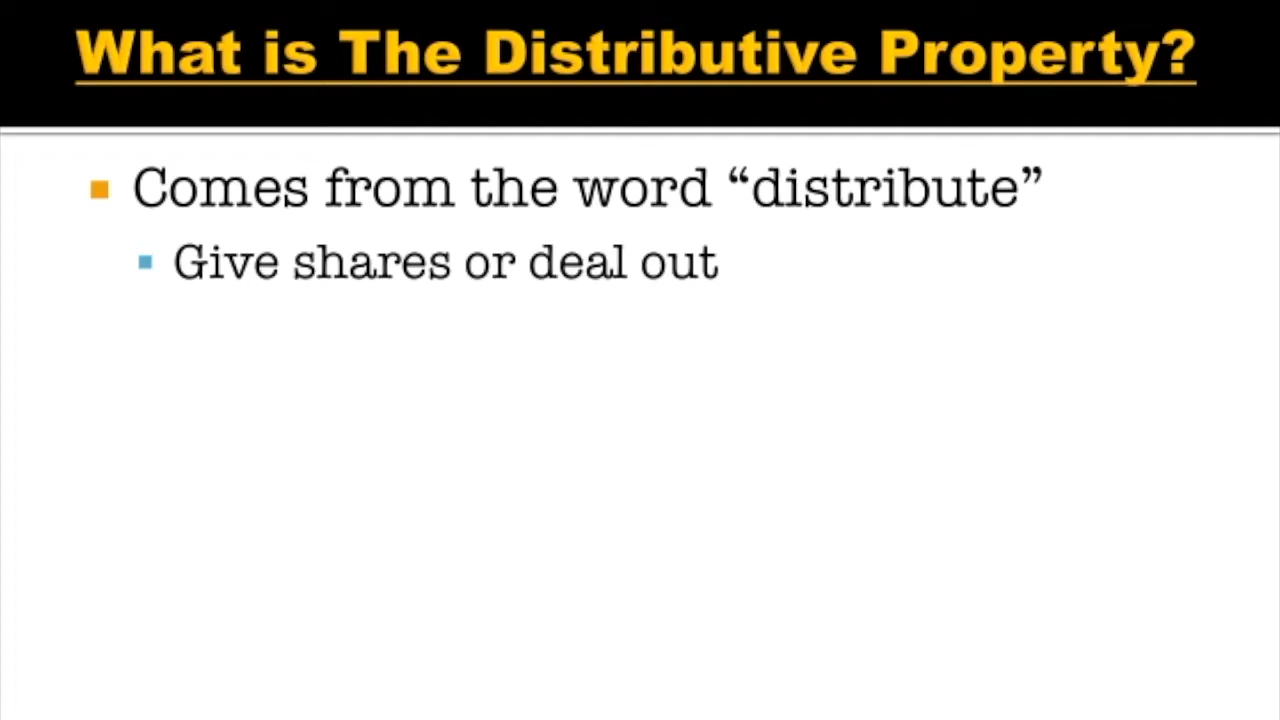 What is The Distributive Property?
Comes from the word “distribute”
Give shares or deal out